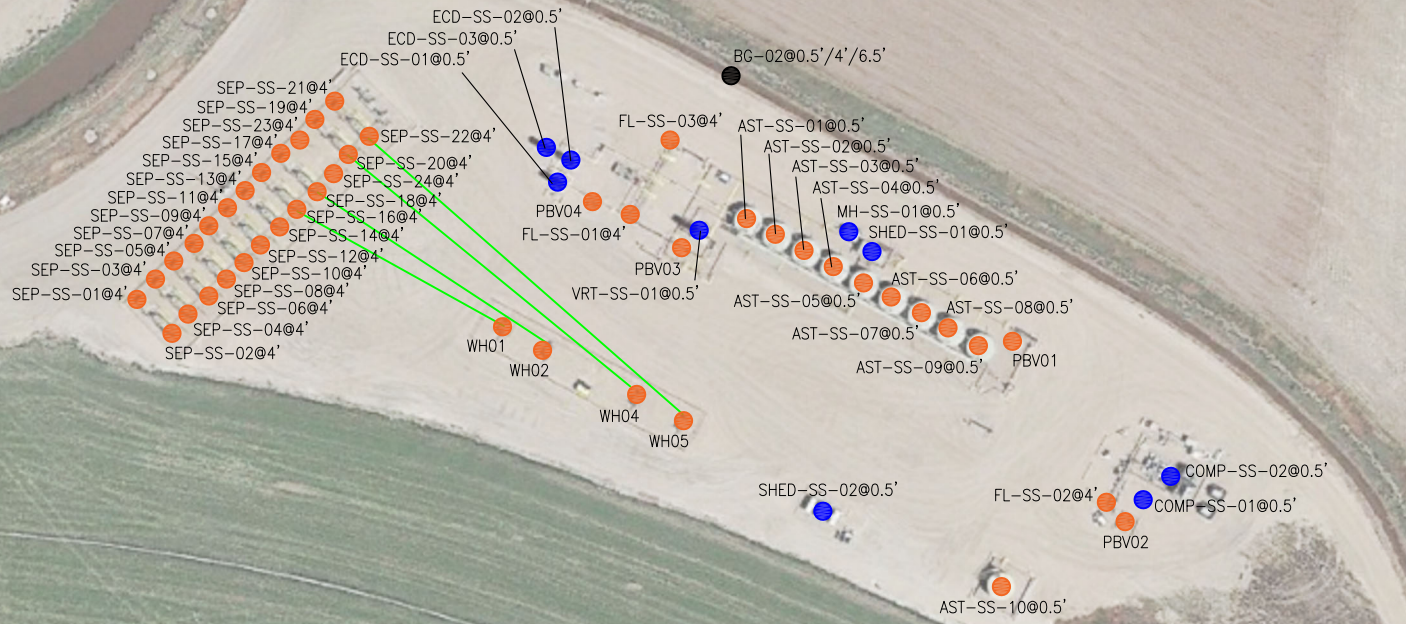 ECD-SS-02@0.5'
ECD-SS-03@0.5'
ECD-SS-01@0.5'
BG-02@0.5'/4'/6.5'
SEP-SS-21@4'
SEP-SS-19@4'
SEP-SS-23@4'
SEP-SS-17@4'
SEP-SS-15@4'
SEP-SS-13@4'
SEP-SS-11@4'
SEP-SS-09@4'
SEP-SS-07@4'
SEP-SS-05@4'
SEP-SS-03@4'
SEP-SS-01@4'
SEP-SS-22@4'
SEP-SS-20@4'
SEP-SS-24@4'
SEP-SS-18@4'
SEP-SS-16@4'
SEP-SS-14@4'
SEP-SS-12@4'
SEP-SS-10@4'
SEP-SS-08@4'
SEP-SS-06@4'
SEP-SS-04@4'
SEP-SS-02@4'
FL-SS-03@4'
PBV04
FL-SS-01@4'
PBV03
VRT-SS-01@0.5'
AST-SS-01@0.5'
AST-SS-02@0.5'
AST-SS-03@0.5'
AST-SS-04@0.5'
MH-SS-01@0.5'
SHED-SS-01@0.5'
AST-SS-06@0.5'
AST-SS-05@0.5'
AST-SS-08@0.5'
AST-SS-07@0.5'
AST-SS-09@0.5'
PBV01
WH01
WH02
WH04
WH05
SHED-SS-02@0.5'
COMP-SS-02@0.5'
FL-SS-02@4'
COMP-SS-01@0.5'
PBV02
AST-SS-10@0.5'